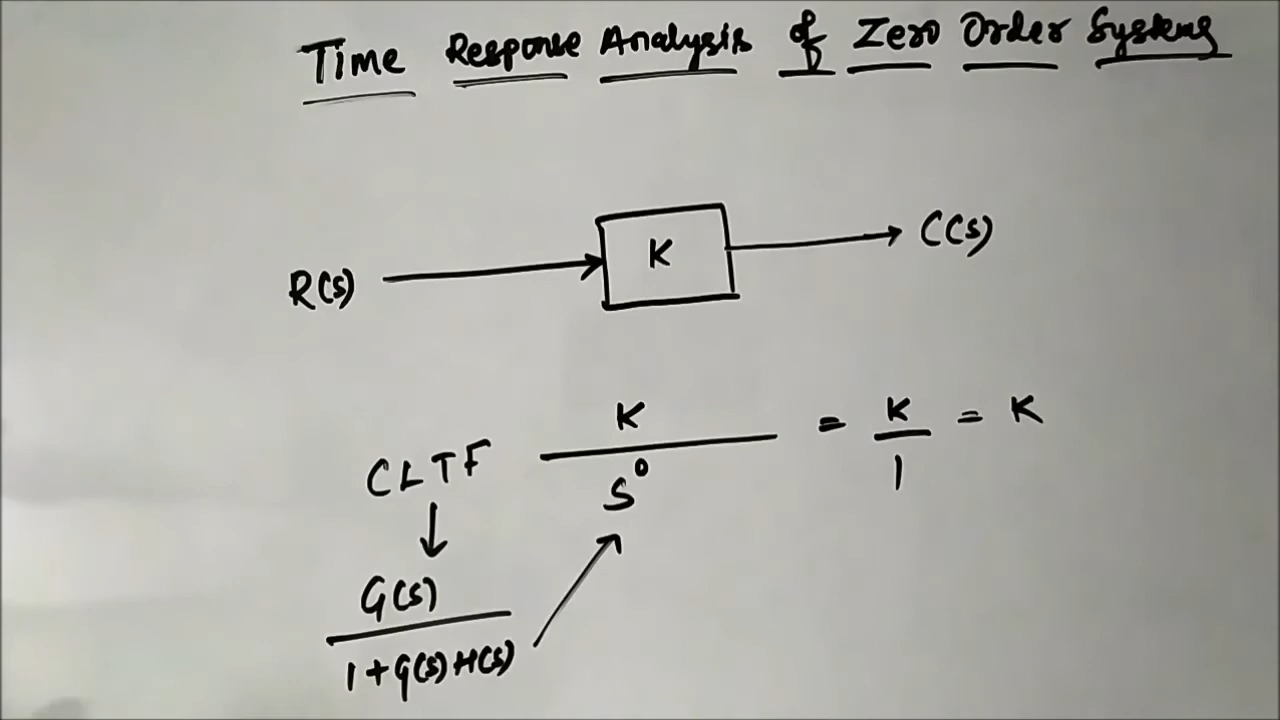 Time Response Analysis of Zero Order Systems
R(s) K C(s)
CLTF K / S⁰ = K / 1 = K
G(s)
1 + G(s) H(s)